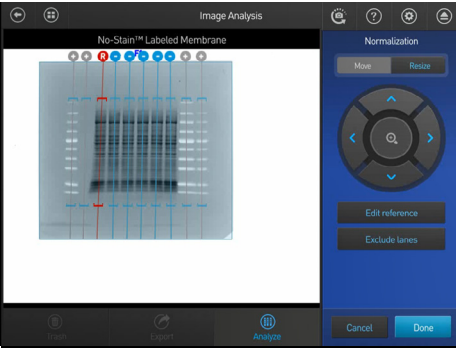 Image Analysis
?
No-Stain™ Labeled Membrane
R
Normalization
Move
Resize
Edit reference
Exclude lanes
Trash
Export
Analyze
Cancel
Done